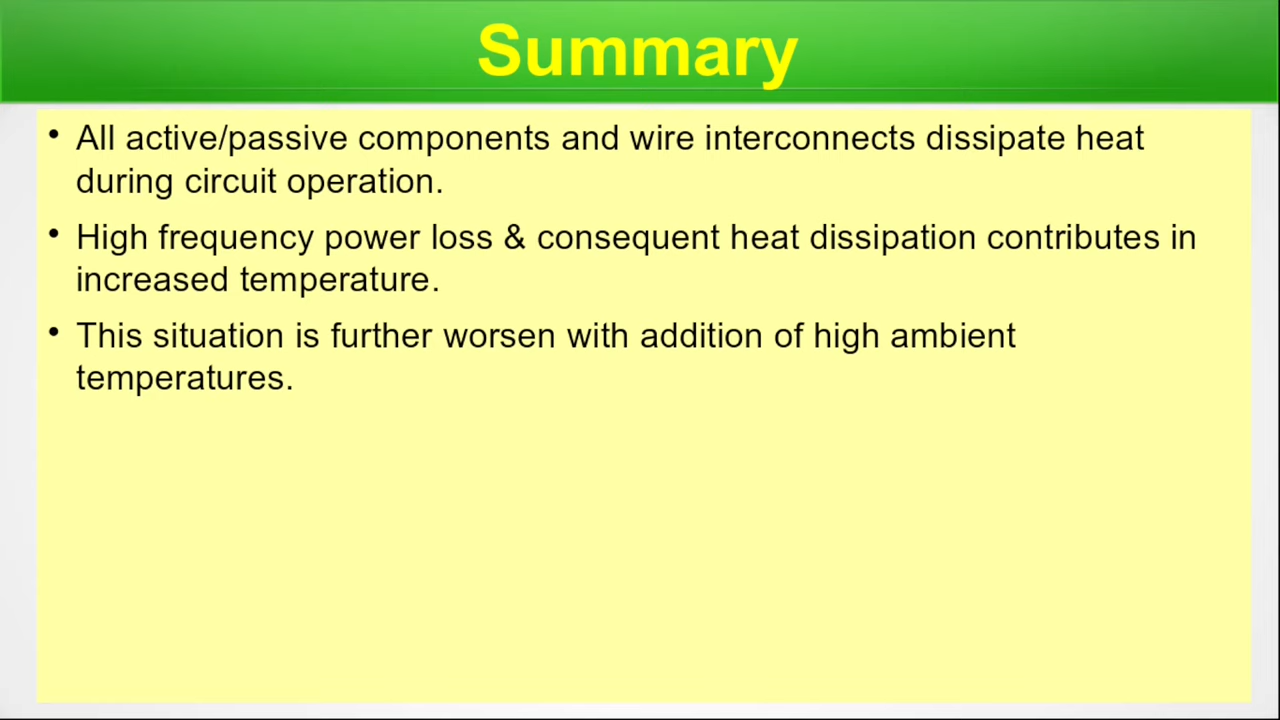 Summary
• All active/passive components and wire interconnects dissipate heat
during circuit operation.
• High frequency power loss & consequent heat dissipation contributes in
increased temperature.
• This situation is further worsen with addition of high ambient
temperatures.